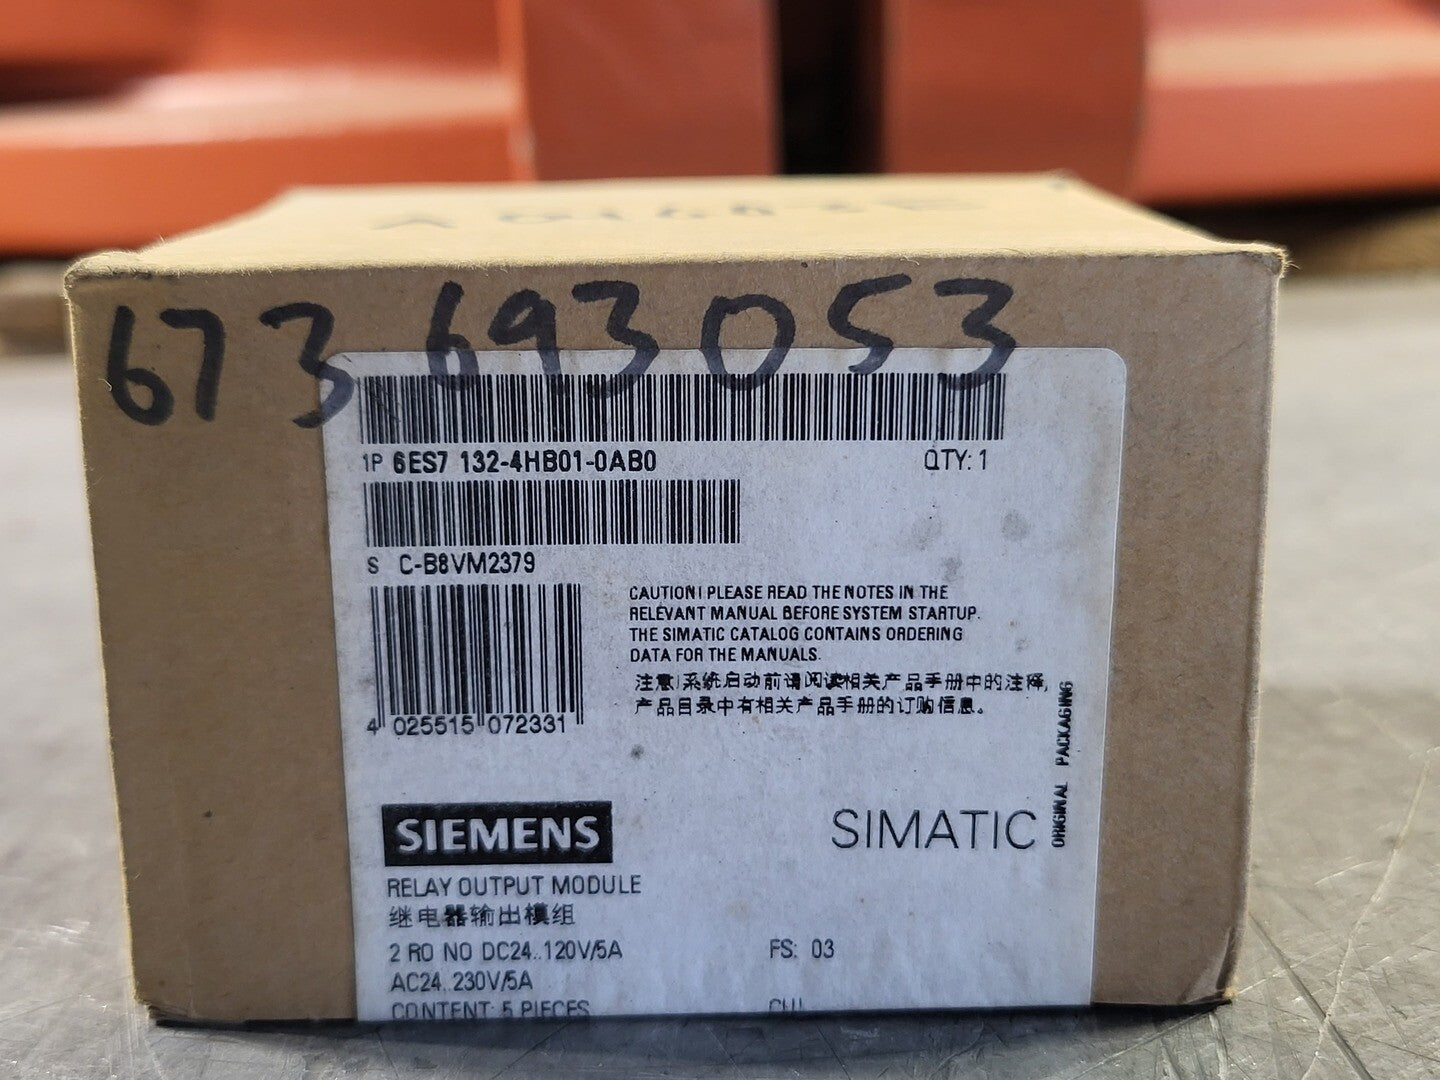 673 693053
1P 6ES7 132-4HB01-0AB0 QTY: 1
S C-B8VM2379
CAUTION! PLEASE READ THE NOTES IN THE
RELEVANT MANUAL BEFORE SYSTEM STARTUP.
THE SIMATIC CATALOG CONTAINS ORDERING
DATA FOR THE MANUALS.
注意!系统启动前请阅读相关产品手册中的注释,
产品目录中有相关产品手册的订购信息。
4 025515 072331
ORIGINAL PACKAGING
SIEMENS
SIMATIC
RELAY OUTPUT MODULE
继电器输出模组
2 RO NO DC24..120V/5A FS: 03
AC24..230V/5A
CONTENT: 5 PIECES